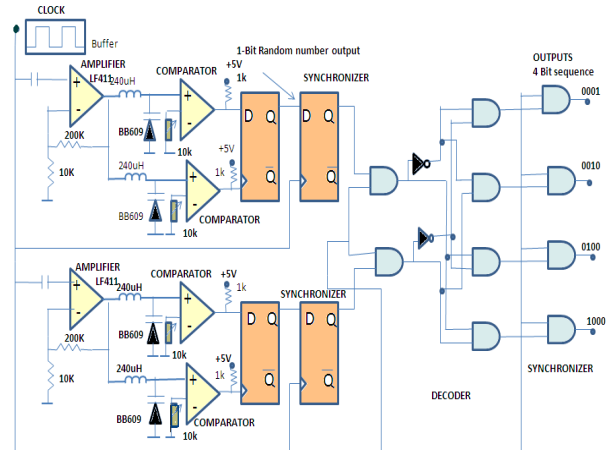 CLOCK
Buffer
AMPLIFIER
LF411
240uH
COMPARATOR
+5V
1k
1-Bit Random number output
SYNCHRONIZER
OUTPUTS
4 Bit sequence
0001
+
-
BB609
10k
D
Q
D
Q
200K
10K
240uH
+5V
1k
+
-
Q
Q
BB609
10k
COMPARATOR
0010
0100
AMPLIFIER
LF411
240uH
COMPARATOR
+5V
1k
SYNCHRONIZER
+
-
BB609
10k
D
Q
D
Q
1000
200K
10K
240uH
+5V
1k
+
-
Q
Q
BB609
10k
COMPARATOR
DECODER
SYNCHRONIZER